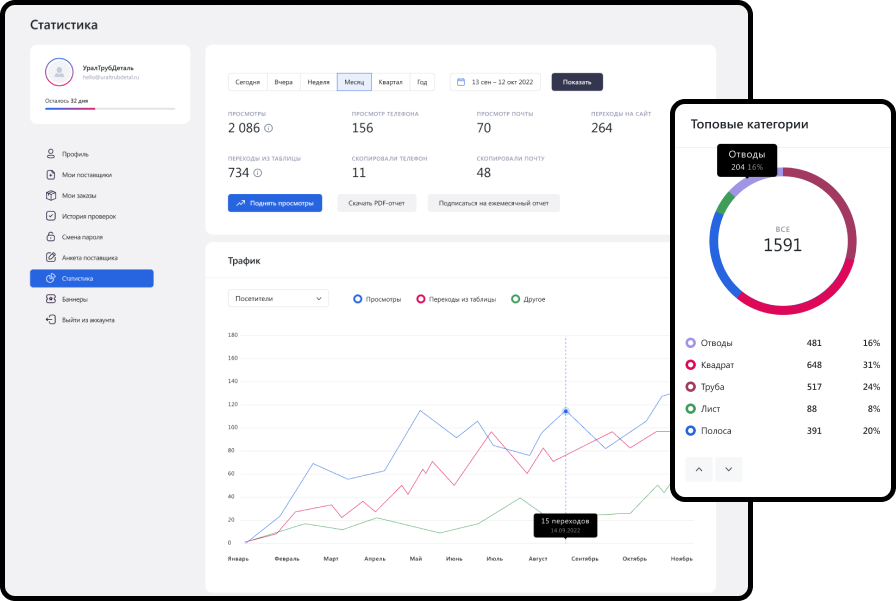 Статистика
УралТрубДеталь
hello@uraltrubdetal.ru
Осталось 32 дня
Профиль
Мои поставщики
Мои заказы
История проверок
Смена пароля
Анкета поставщика
Статистика
Баннеры
Выйти из аккаунта
Сегодня Вчера Неделя Месяц Квартал Год
13 сен – 12 окт 2022
Показать
ПРОСМОТРЫ ПРОСМОТР ТЕЛЕФОНА ПРОСМОТР ПОЧТЫ ПЕРЕХОДЫ НА САЙТ
2 086 156 70 264
ПЕРЕХОДЫ ИЗ ТАБЛИЦЫ СКОПИРОВАЛИ ТЕЛЕФОН СКОПИРОВАЛИ ПОЧТУ
734 11 48
Поднять просмотры Скачать PDF-отчет Подписаться на ежемесячный отчет
Трафик
Посетители Просмотры Переходы из таблицы Другое
180
160
140
120
100
80
60
40
20
0
15 переходов
14.09.2022
Январь Февраль Март Апрель Май Июнь Июль Август Сентябрь Октябрь Ноябрь
Топовые категории
Отводы
204 16%
ВСЕ
1591
Отводы 481 16%
Квадрат 648 31%
Труба 517 24%
Лист 88 8%
Полоса 391 20%